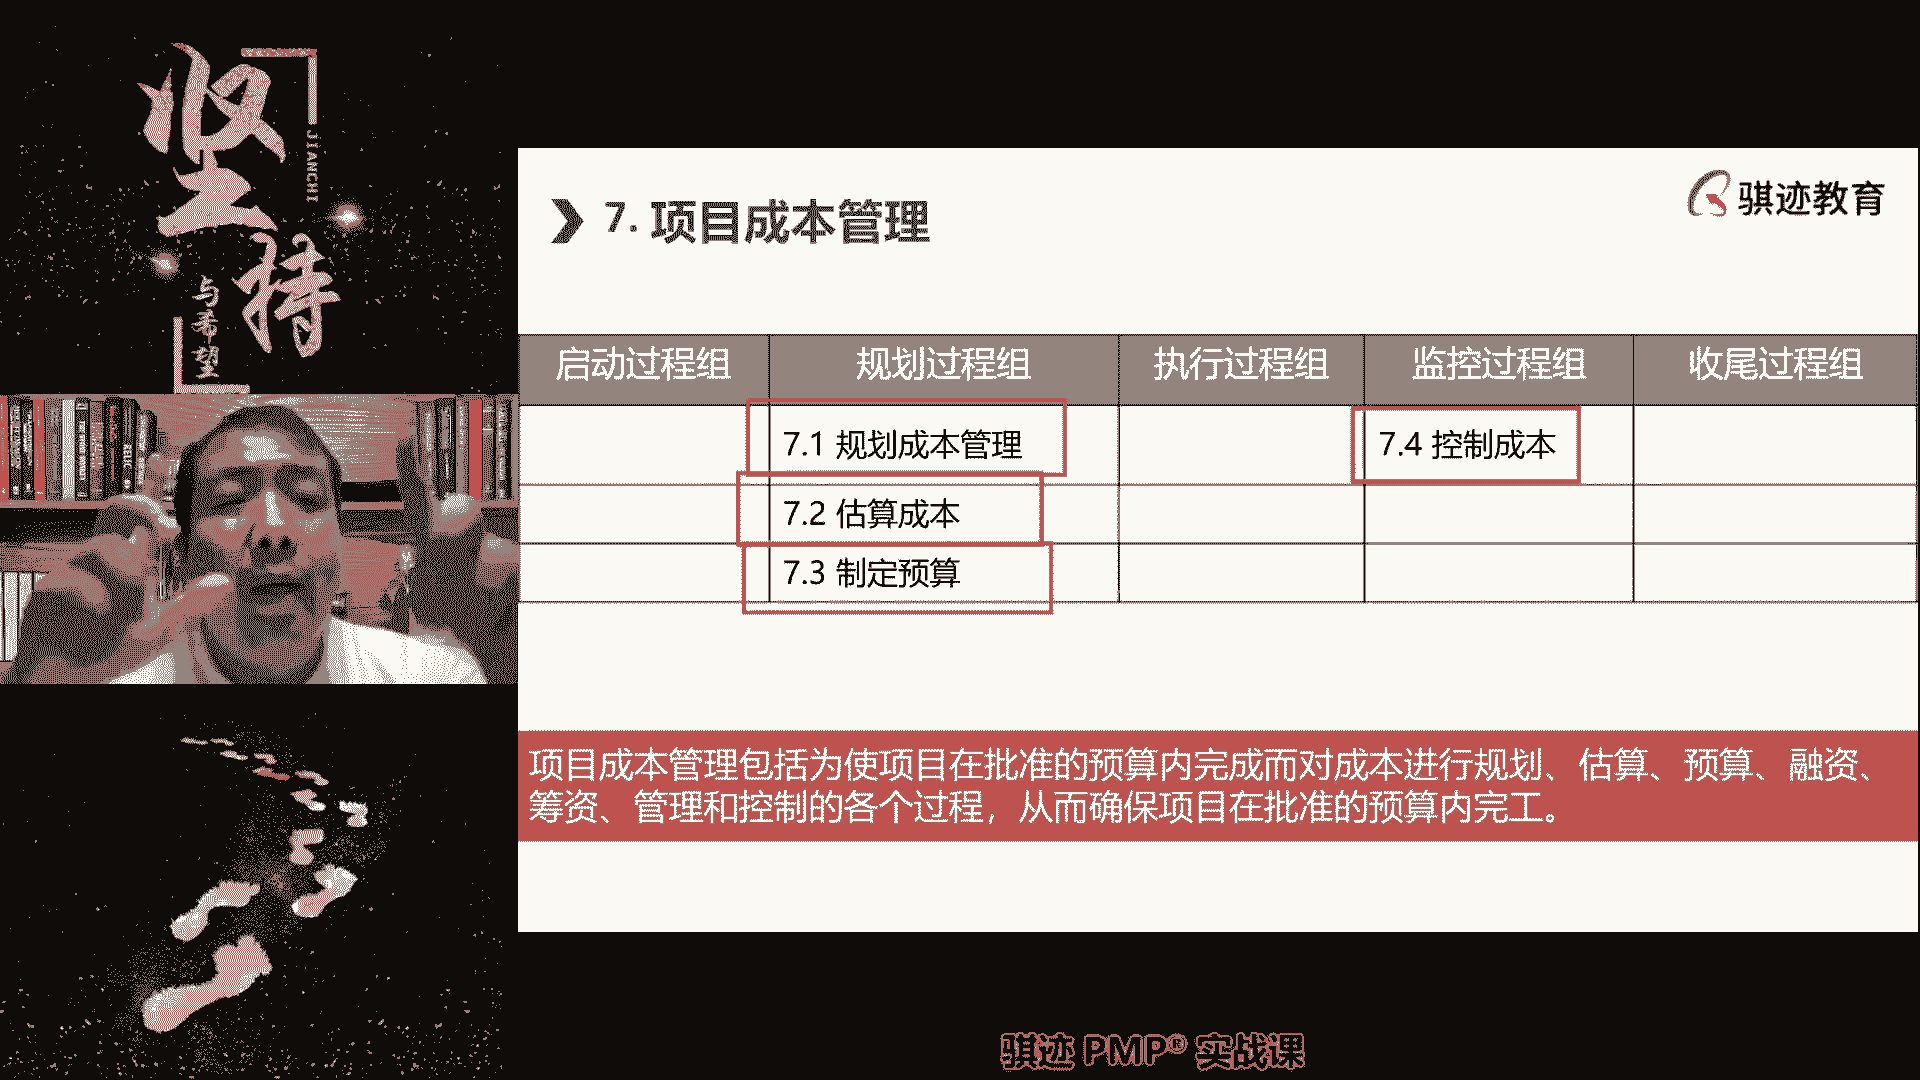 坚持
JIANCHI
与希望
7. 项目成本管理
骐迹教育
启动过程组 规划过程组 执行过程组 监控过程组 收尾过程组
7.1 规划成本管理 7.4 控制成本
7.2 估算成本
7.3 制定预算
项目成本管理包括为使项目在批准的预算内完成而对成本进行规划、估算、预算、融资、
筹资、管理和控制的各个过程，从而确保项目在批准的预算内完工。
骐迹 PMP® 实战课